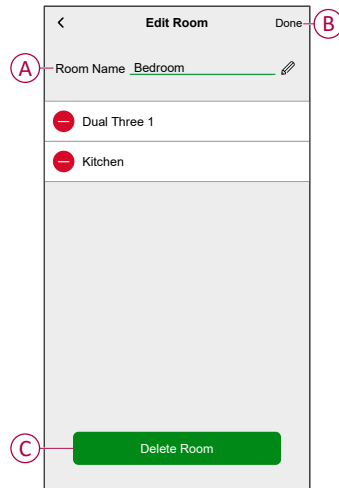 Edit Room
Done
B
A
Room Name Bedroom
Dual Three 1
Kitchen
C
Delete Room